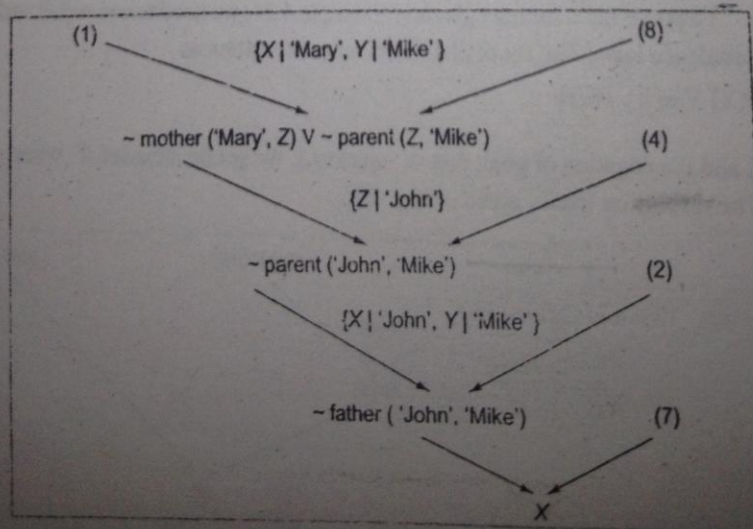 (1) {X | 'Mary', Y | 'Mike' } (8)
~ mother ('Mary', Z) V ~ parent (Z, 'Mike') (4)
{Z | 'John'}
~ parent ('John', 'Mike') (2)
{X | 'John', Y | 'Mike' }
~ father ( 'John', 'Mike') (7)
X